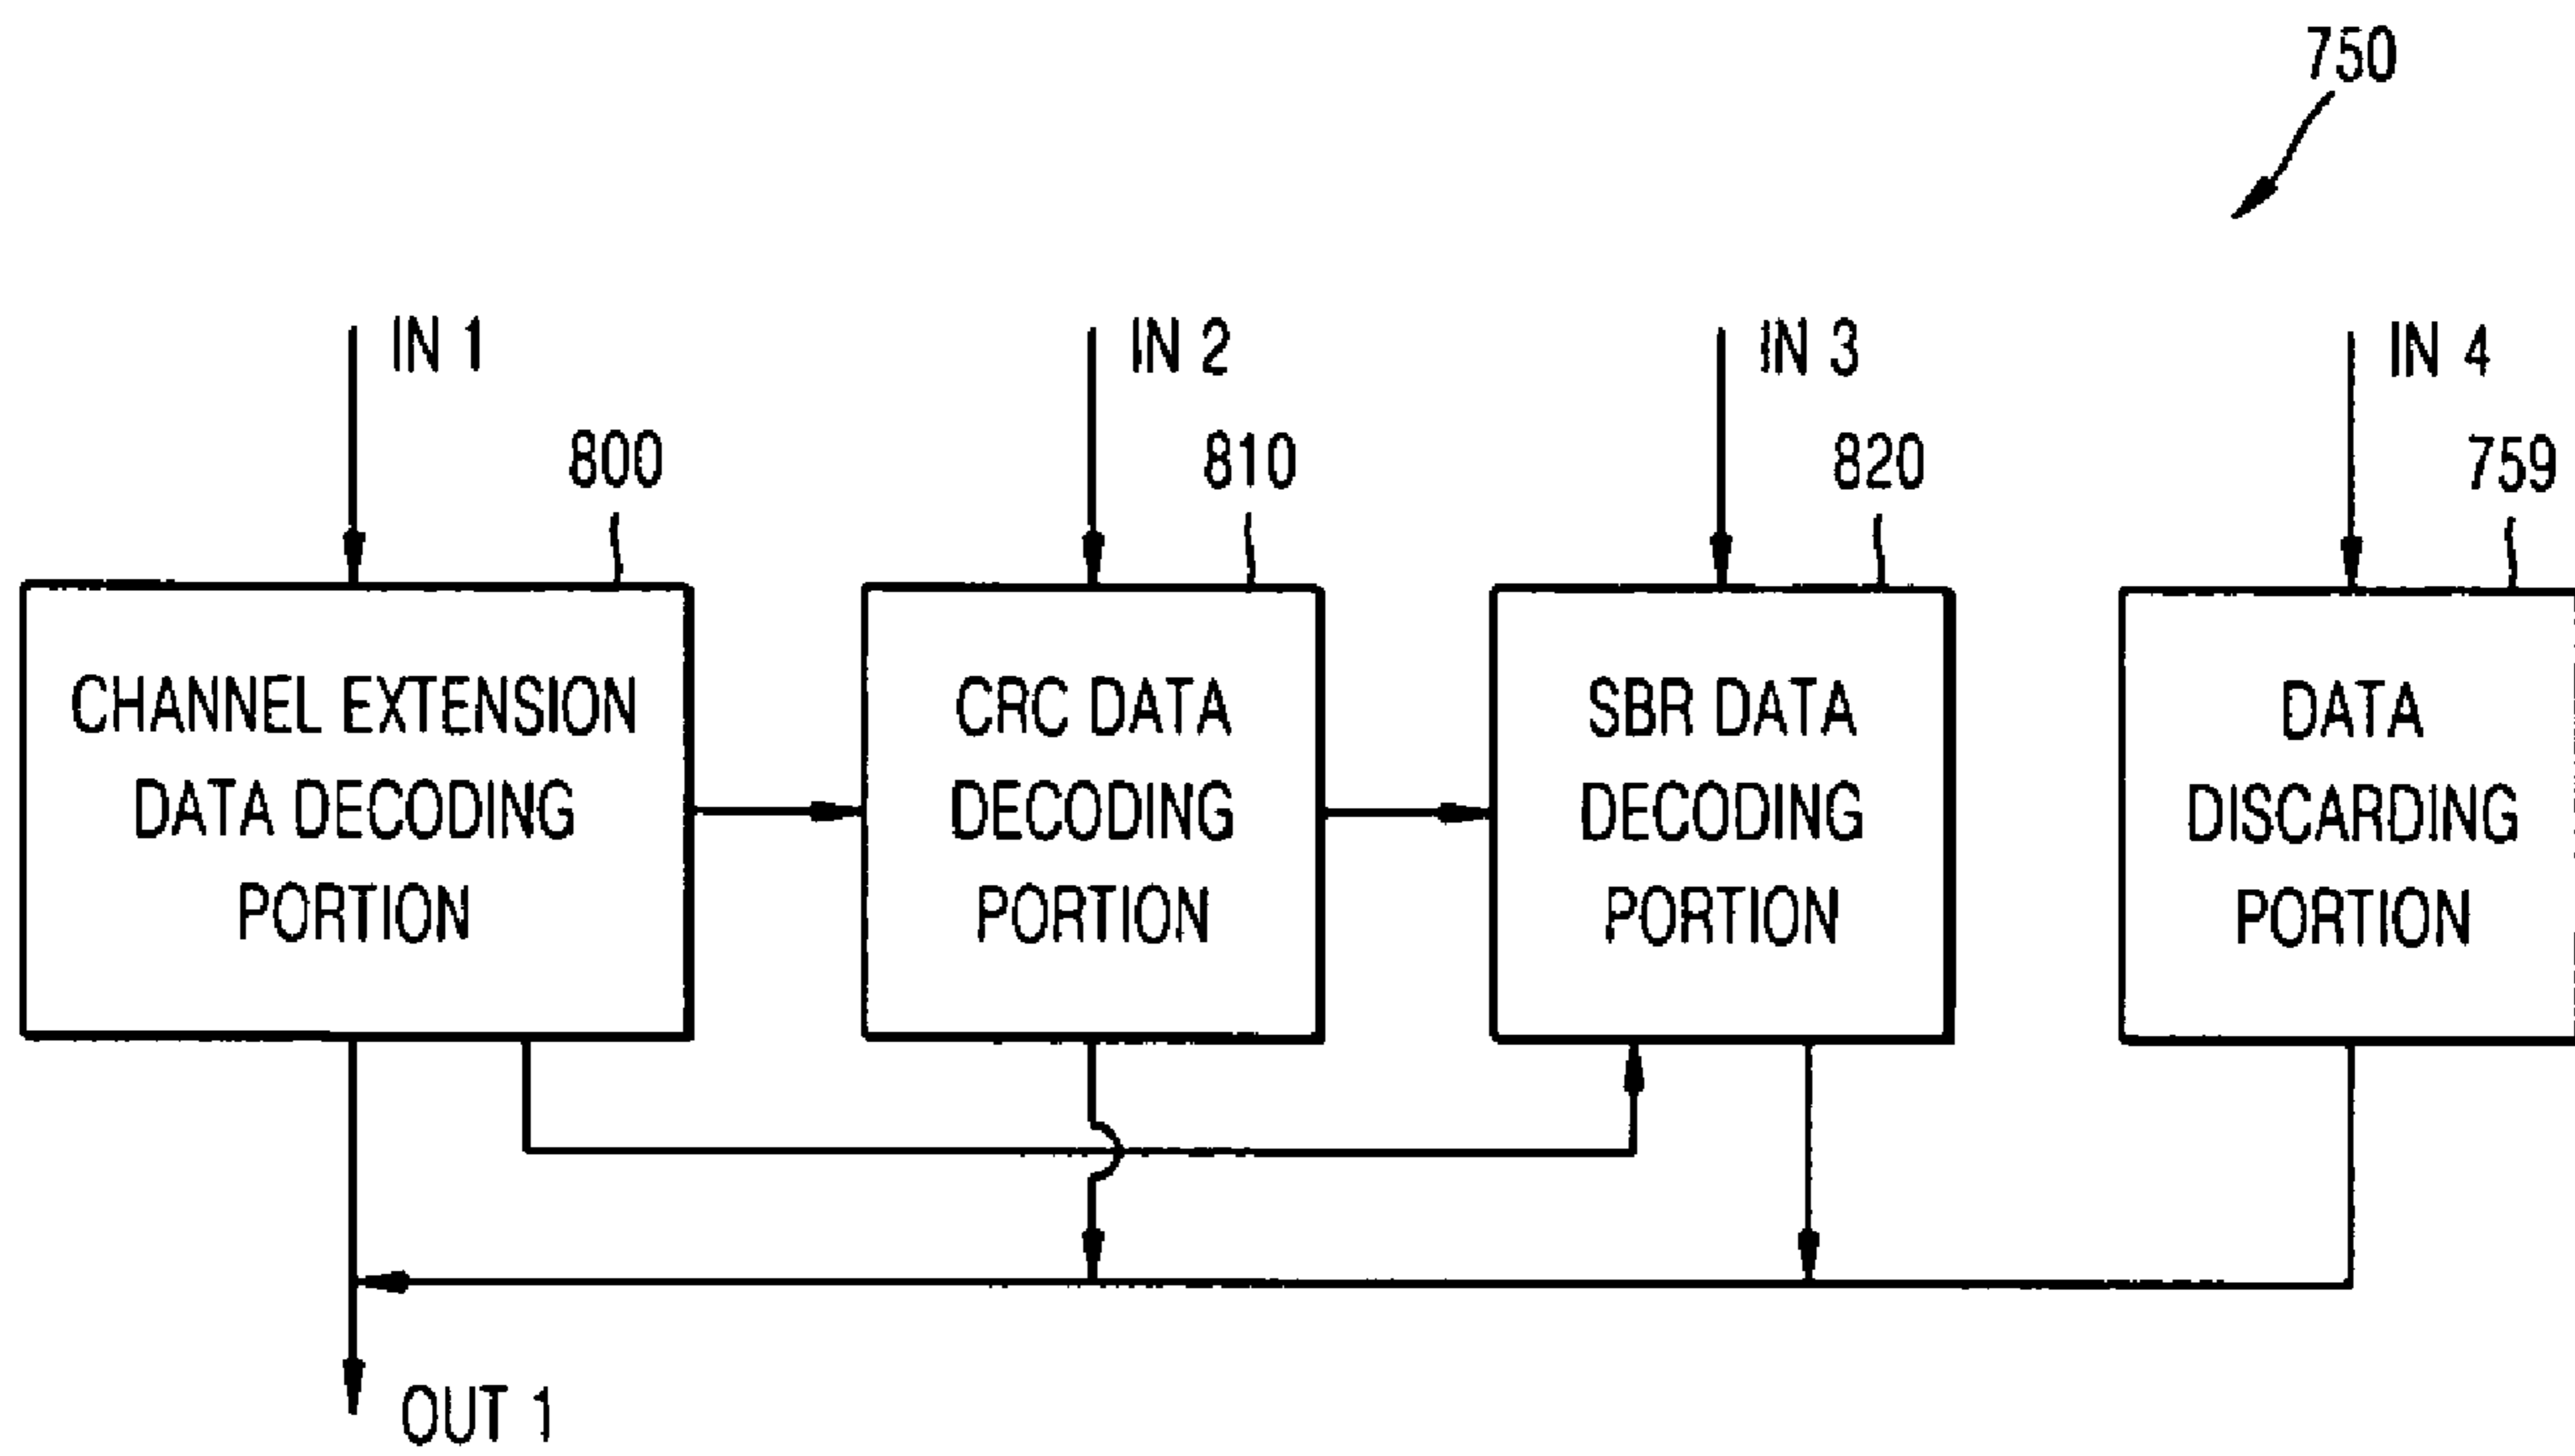 750
IN 1
IN 2
IN 3
IN 4
800
810
820
759
CHANNEL EXTENSION
DATA DECODING
PORTION
CRC DATA
DECODING
PORTION
SBR DATA
DECODING
PORTION
DATA
DISCARDING
PORTION
OUT 1